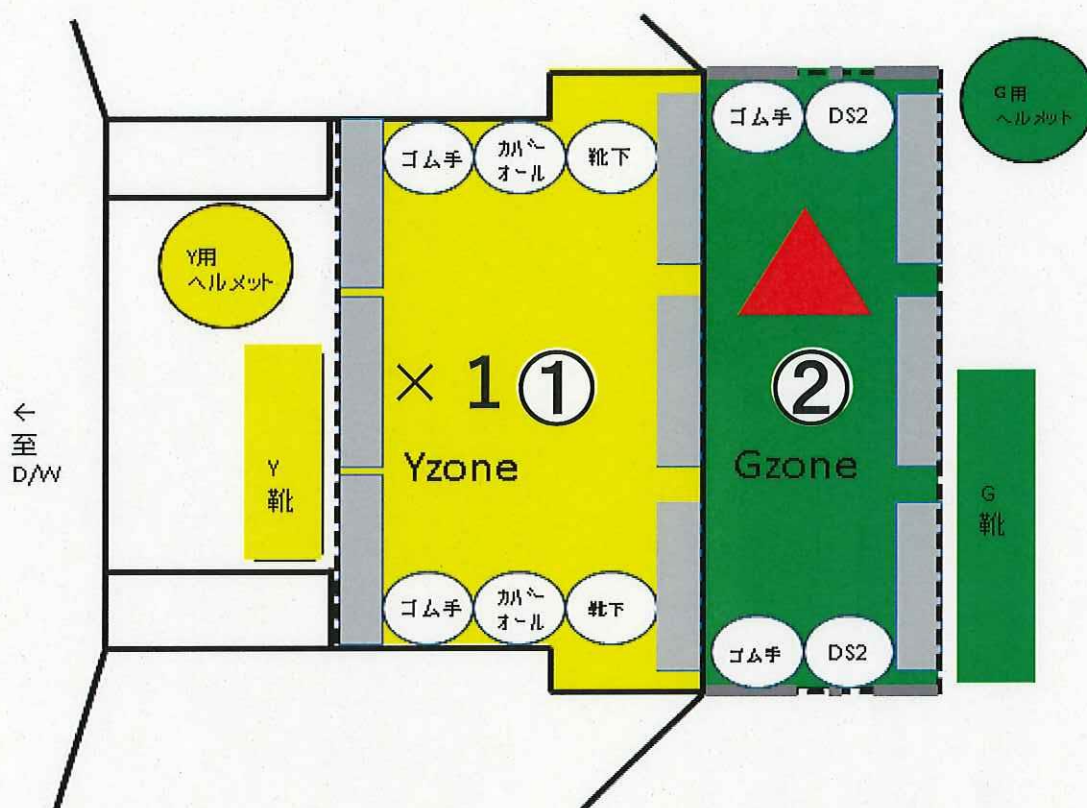 ゴム手
カバー
オール
靴下
ゴム手
DS2
G用
ヘルメット
Y用
ヘルメット
← 
至
D/W
×1①
②
Yzone
Gzone
Y
靴
G
靴
ゴム手
カバー
オール
靴下
ゴム手
DS2